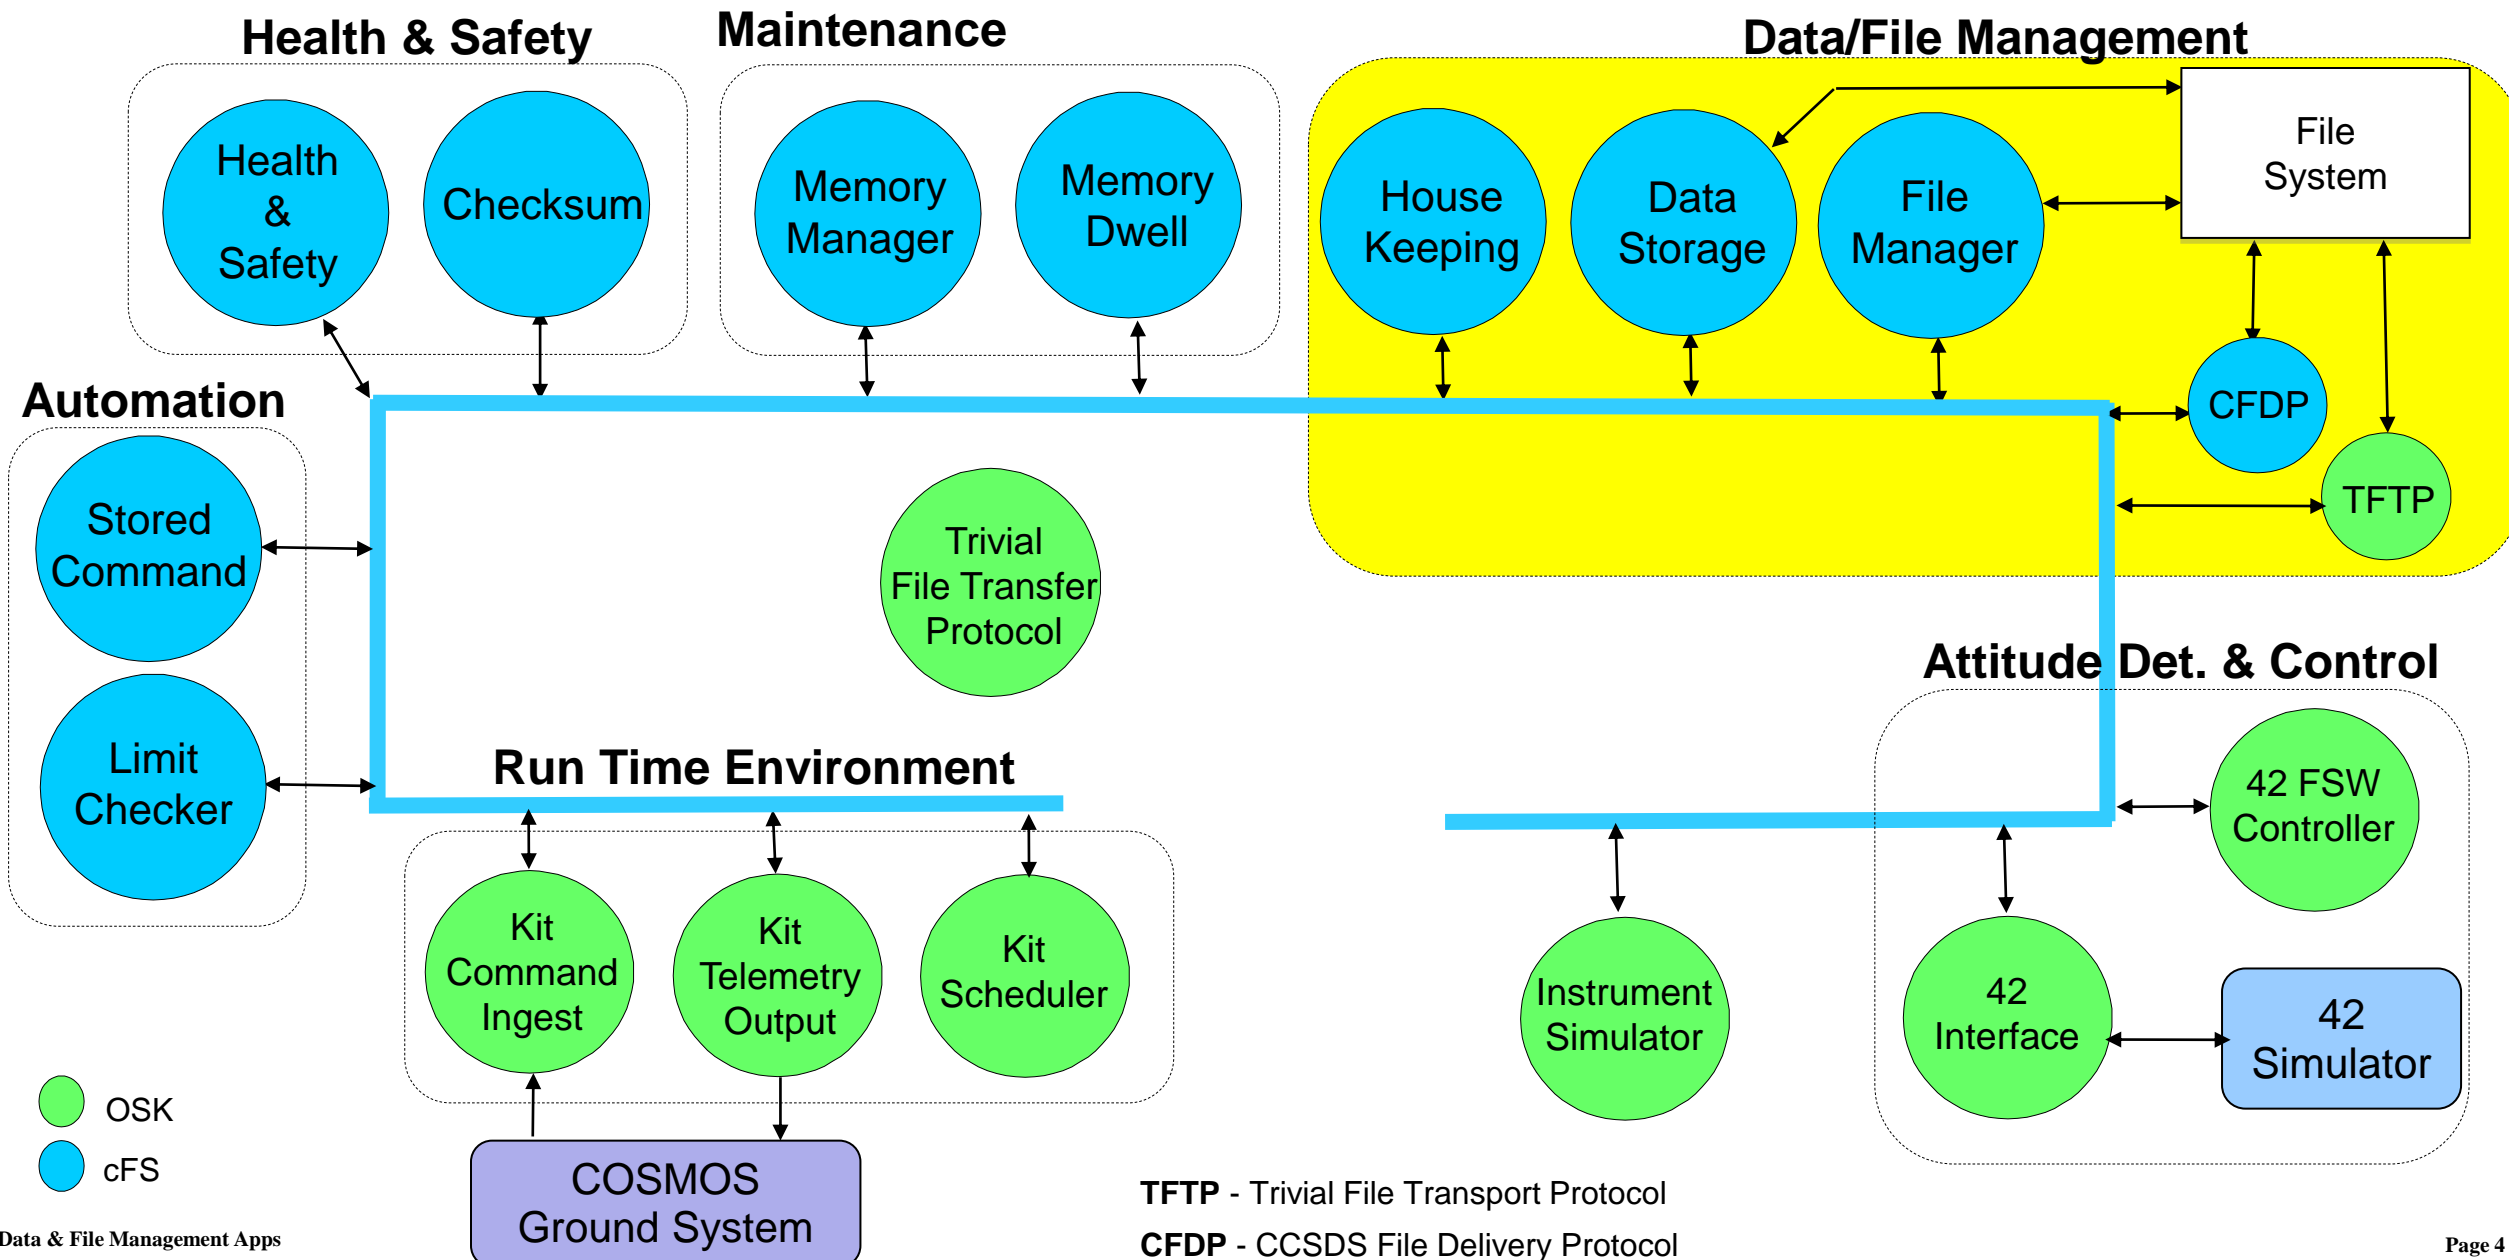 Health & Safety
Maintenance
Data/File Management
Health
&
Safety
Checksum
Memory
Manager
Memory
Dwell
House
Keeping
Data
Storage
File
Manager
File
System
CFDP
TFTP
Automation
Stored
Command
Limit
Checker
Trivial
File Transfer
Protocol
Run Time Environment
Kit
Command
Ingest
Kit
Telemetry
Output
Kit
Scheduler
COSMOS
Ground System
Attitude Det. & Control
42 FSW
Controller
Instrument
Simulator
42
Interface
42
Simulator
OSK
cFS
TFTP - Trivial File Transport Protocol
CFDP - CCSDS File Delivery Protocol
Data & File Management Apps
Page 4